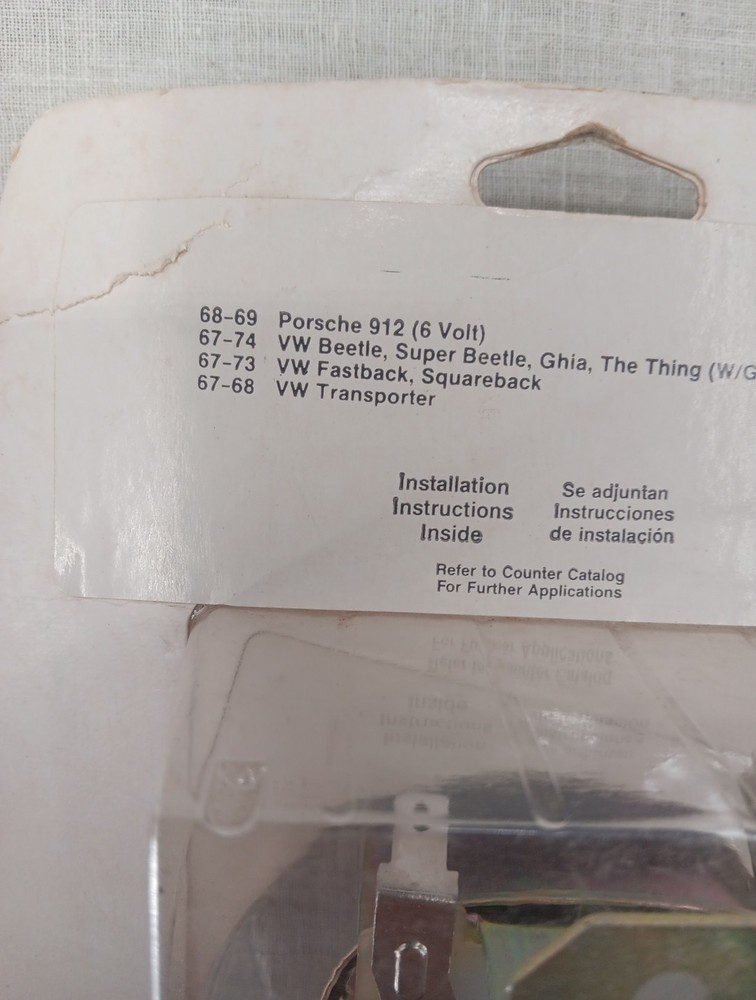 68-69 Porsche 912 (6 Volt)
67-74 VW Beetle, Super Beetle, Ghia, The Thing (W/G
67-73 VW Fastback, Squareback
67-68 VW Transporter
Installation
Instructions
Inside
Se adjuntan
Instrucciones
de instalación
Refer to Counter Catalog
For Further Applications